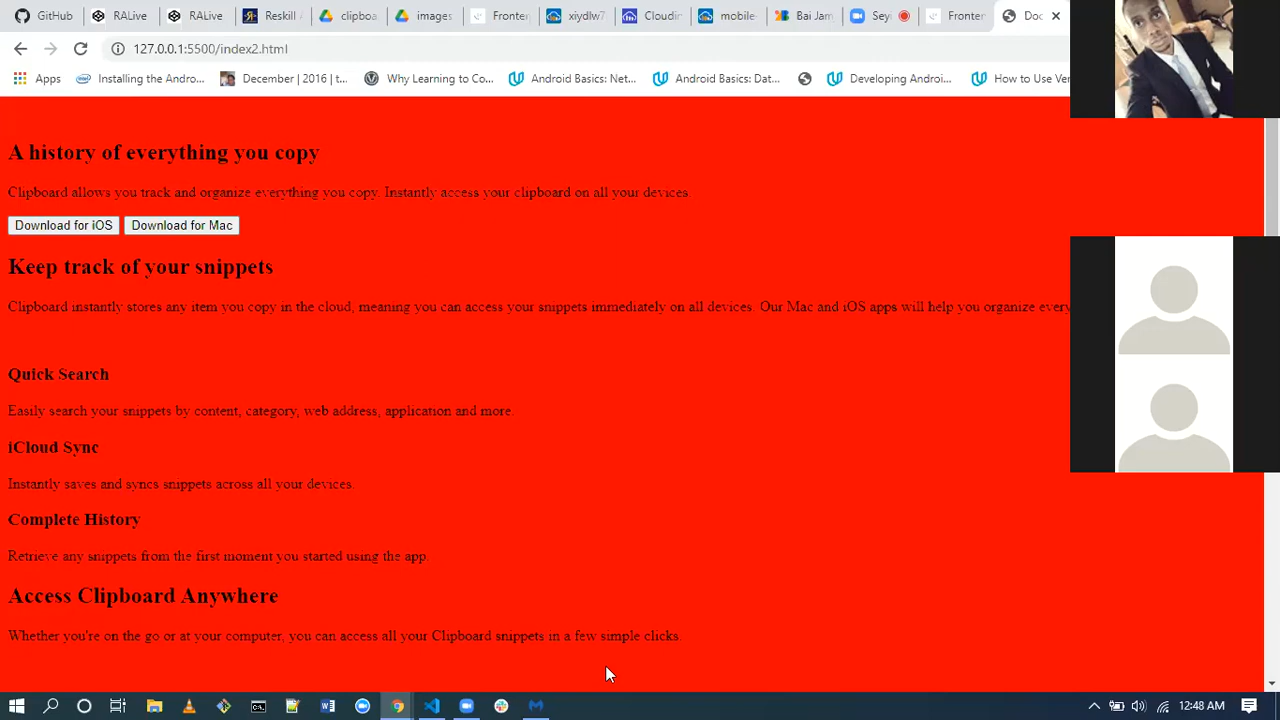 GitHub RALive RALive Reskill clipboa images Fronten xiydlw7 Cloudin mobile Bai Jam Sey Fronten Doc
127.0.0.1:5500/index2.html
Apps Installing the Andro... December | 2016 | t... Why Learning to Co... Android Basics: Net... Android Basics: Dat... Developing Androi... How to Use Ver
A history of everything you copy
Clipboard allows you track and organize everything you copy. Instantly access your clipboard on all your devices.
Download for iOS Download for Mac
Keep track of your snippets
Clipboard instantly stores any item you copy in the cloud, meaning you can access your snippets immediately on all devices. Our Mac and iOS apps will help you organize every
Quick Search
Easily search your snippets by content, category, web address, application and more.
iCloud Sync
Instantly saves and syncs snippets across all your devices.
Complete History
Retrieve any snippets from the first moment you started using the app.
Access Clipboard Anywhere
Whether you're on the go or at your computer, you can access all your Clipboard snippets in a few simple clicks.
12:48 AM